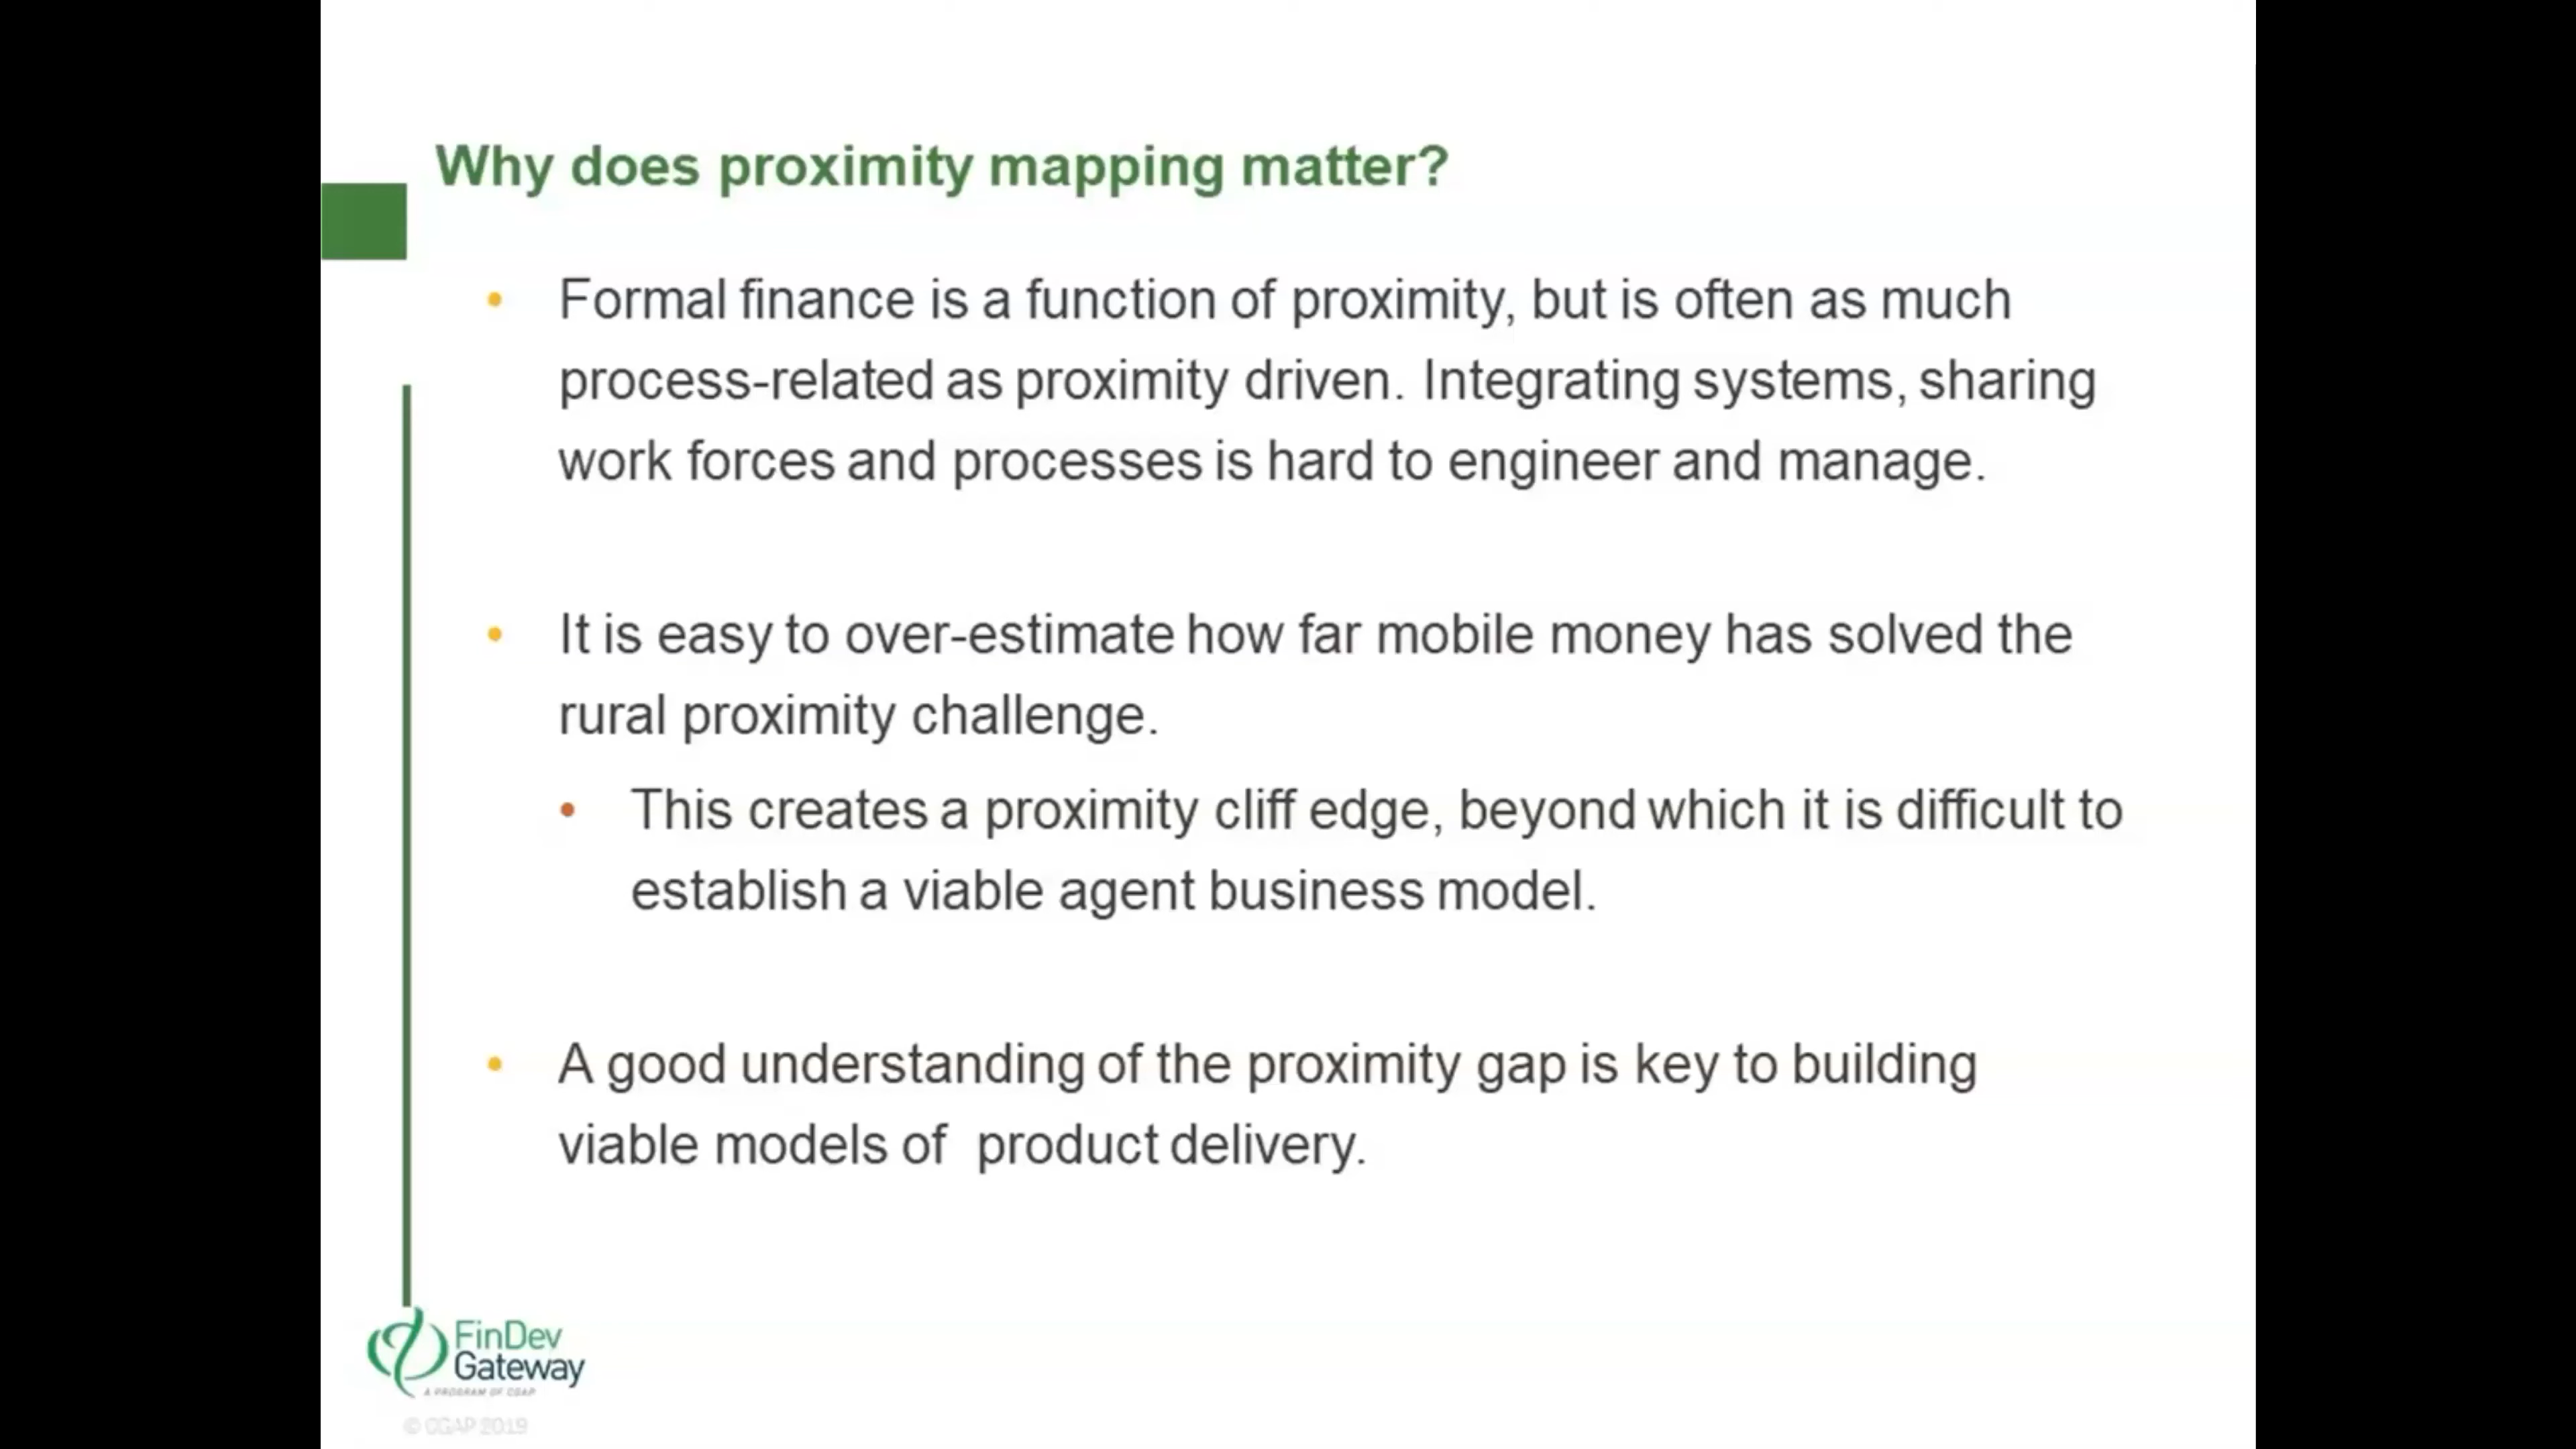 Why does proximity mapping matter?
• Formal finance is a function of proximity, but is often as much
process-related as proximity driven. Integrating systems, sharing
work forces and processes is hard to engineer and manage.
• It is easy to over-estimate how far mobile money has solved the
rural proximity challenge.
• This creates a proximity cliff edge, beyond which it is difficult to
establish a viable agent business model.
• A good understanding of the proximity gap is key to building
viable models of  product delivery.
FinDev
Gateway
A PROGRAM OF CGAP
© CGAP 2019